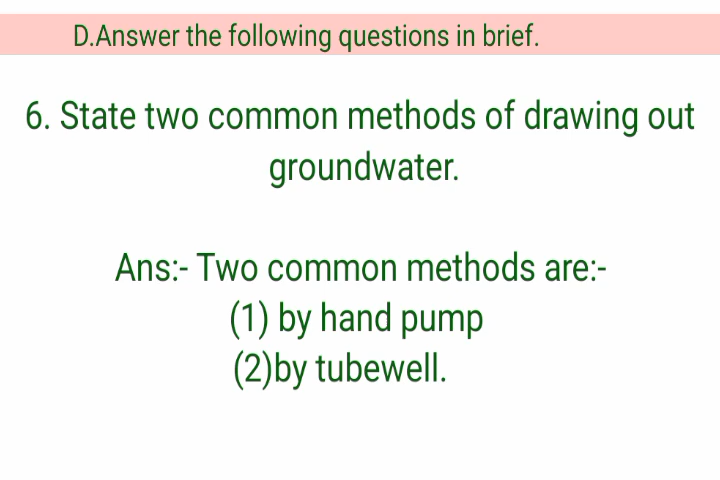 D.Answer the following questions in brief.
6. State two common methods of drawing out
groundwater.
Ans:- Two common methods are:-
(1) by hand pump
(2)by tubewell.